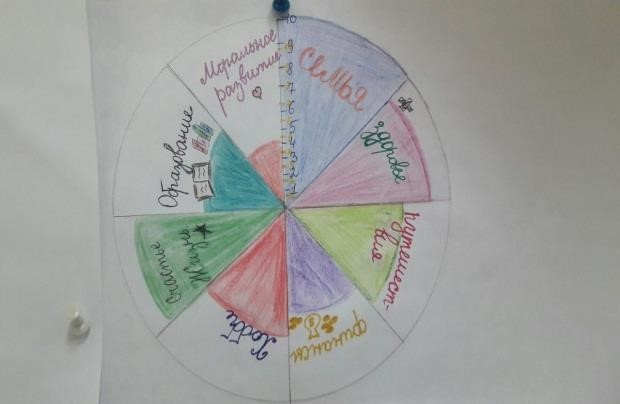 Моральное
развитие
10
9
8
7
6
5
4
3
2
1
Семья
Здоровье
Путешест-
вия
Финансы
Хобби
Счастье
Жизнь
Образование